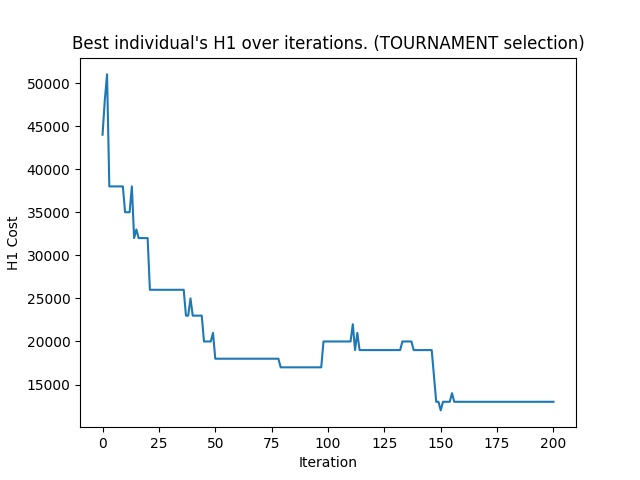 Best individual's H1 over iterations. (TOURNAMENT selection)
50000
45000
40000
35000
30000
25000
20000
15000
H1 Cost
0 25 50 75 100 125 150 175 200
Iteration